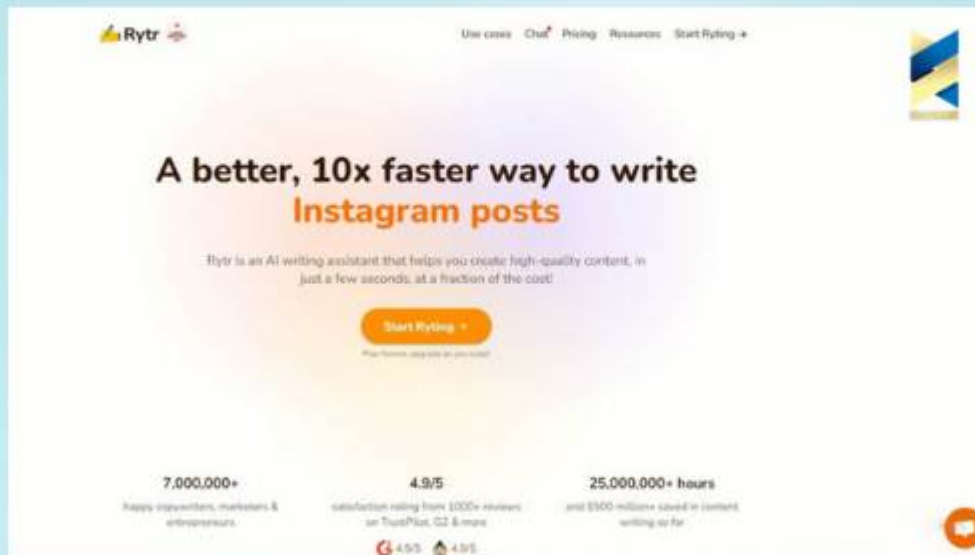 Rytr
Use cases Chat Pricing Resources Start Ryting →
A better, 10x faster way to write
Instagram posts
Rytr is an AI writing assistant that helps you create high-quality content, in
just a few seconds, at a fraction of the cost!
Start Ryting →
7,000,000+
4.9/5
25,000,000+ hours
happy copywriters, marketers &
entrepreneurs
satisfaction rating from 1000+ reviews
on TrustPilot, G2 & more
and $500 million+ saved in content
writing so far
4.9/5 4.9/5